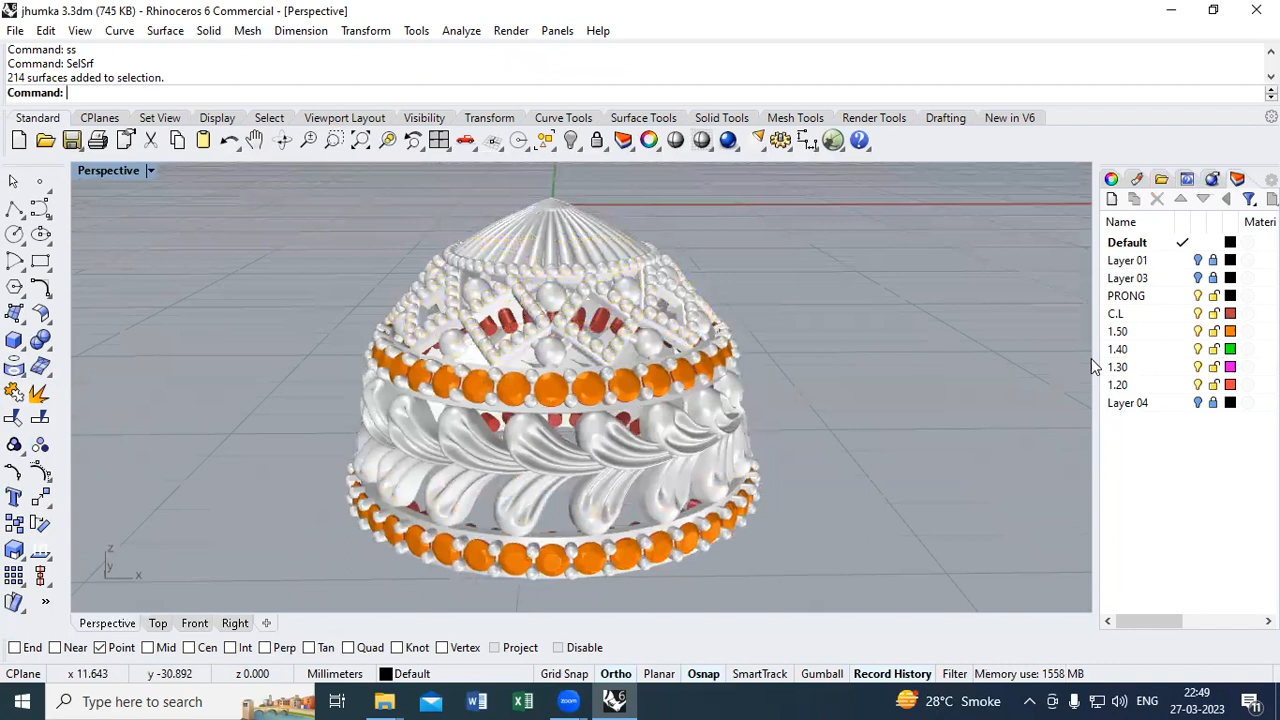 jhumka 3.3dm (745 KB) - Rhinoceros 6 Commercial - [Perspective]
File Edit View Curve Surface Solid Mesh Dimension Transform Tools Analyze Render Panels Help
Command: ss
Command: SelSrf
214 surfaces added to selection.
Command:
Standard CPlanes Set View Display Select Viewport Layout Visibility Transform Curve Tools Surface Tools Solid Tools Mesh Tools Render Tools Drafting New in V6
Perspective
Name Materi
Default
Layer 01
Layer 03
PRONG
C.L
1.50
1.40
1.30
1.20
Layer 04
z
y
x
Perspective Top Front Right
End Near Point Mid Cen Int Perp Tan Quad Knot Vertex Project Disable
CPlane x 11.643 y -30.892 z 0.000 Millimeters Default Grid Snap Ortho Planar Osnap SmartTrack Gumball Record History Filter Memory use: 1558 MB
Type here to search 28°C Smoke ENG 22:49 27-03-2023 11